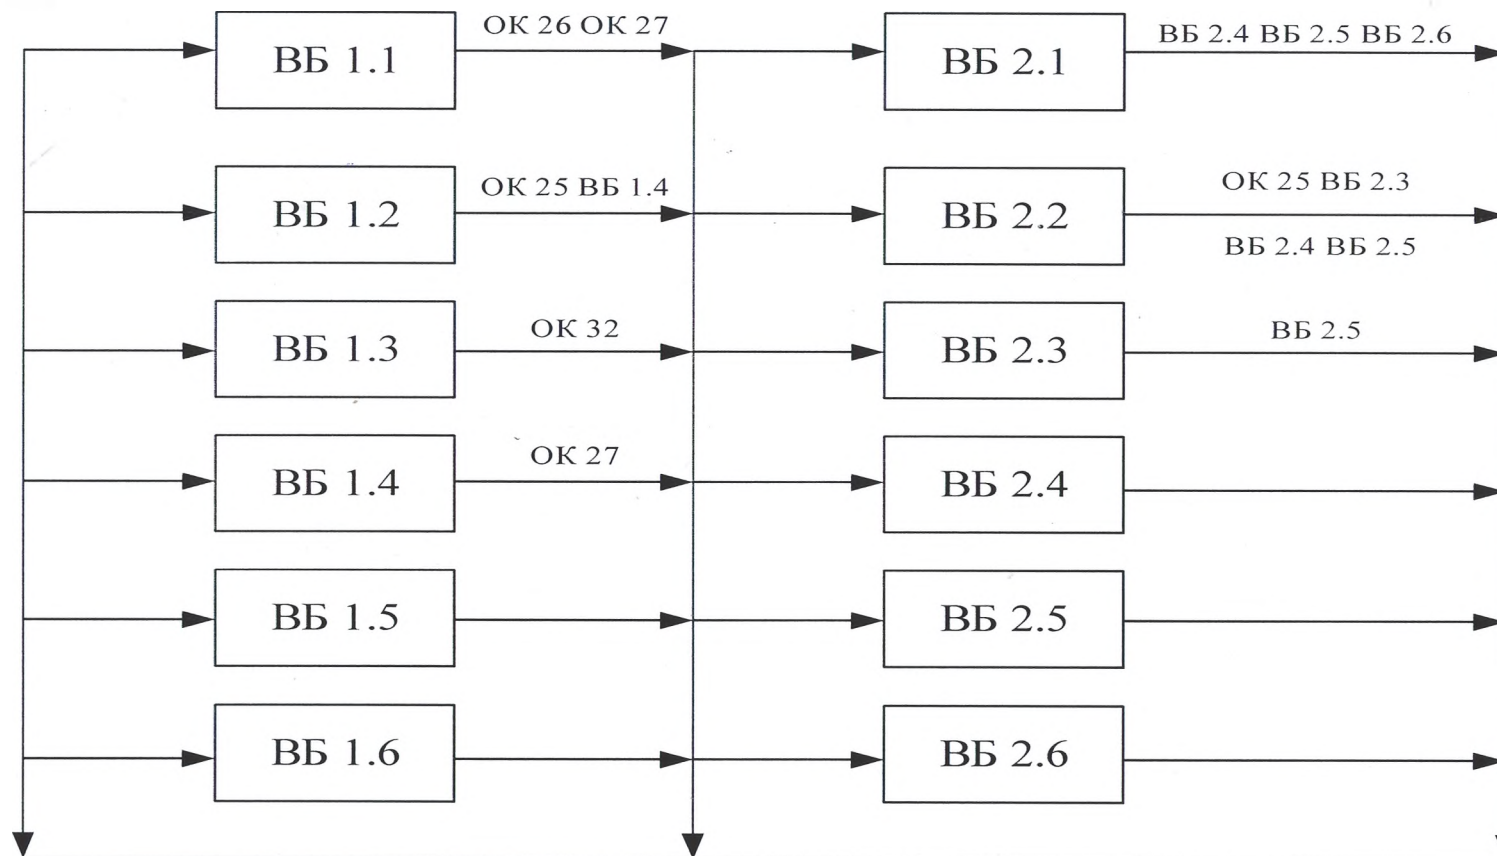 ОК 26 ОК 27
ВБ 2.4 ВБ 2.5 ВБ 2.6
ВБ 1.1
ВБ 2.1
ОК 25 ВБ 1.4
ОК 25 ВБ 2.3
ВБ 1.2
ВБ 2.2
ВБ 2.4 ВБ 2.5
ОК 32
ВБ 2.5
ВБ 1.3
ВБ 2.3
ОК 27
ВБ 1.4
ВБ 2.4
ВБ 1.5
ВБ 2.5
ВБ 1.6
ВБ 2.6